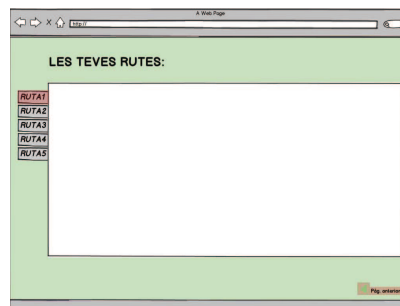 A Web Page
http://
LES TEVES RUTES:
RUTA1
RUTA2
RUTA3
RUTA4
RUTA5
Pàg. anterior